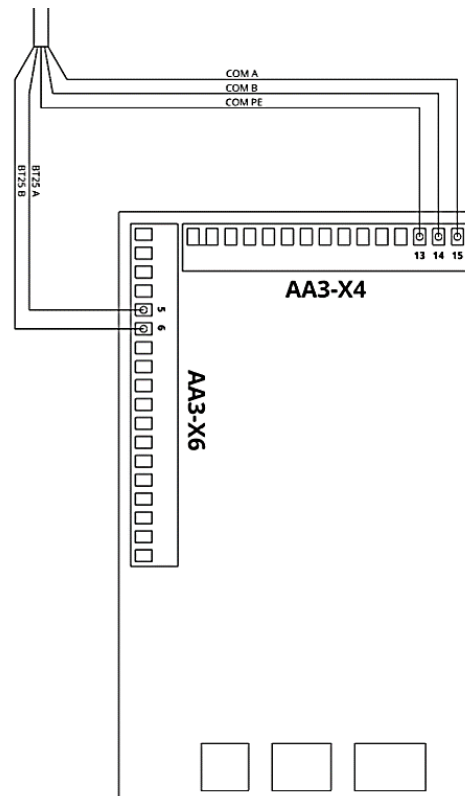 COM A
COM B
COM PE
BT25 A
BT25 B
13 14 15
AA3-X4
5
6
AA3-X6